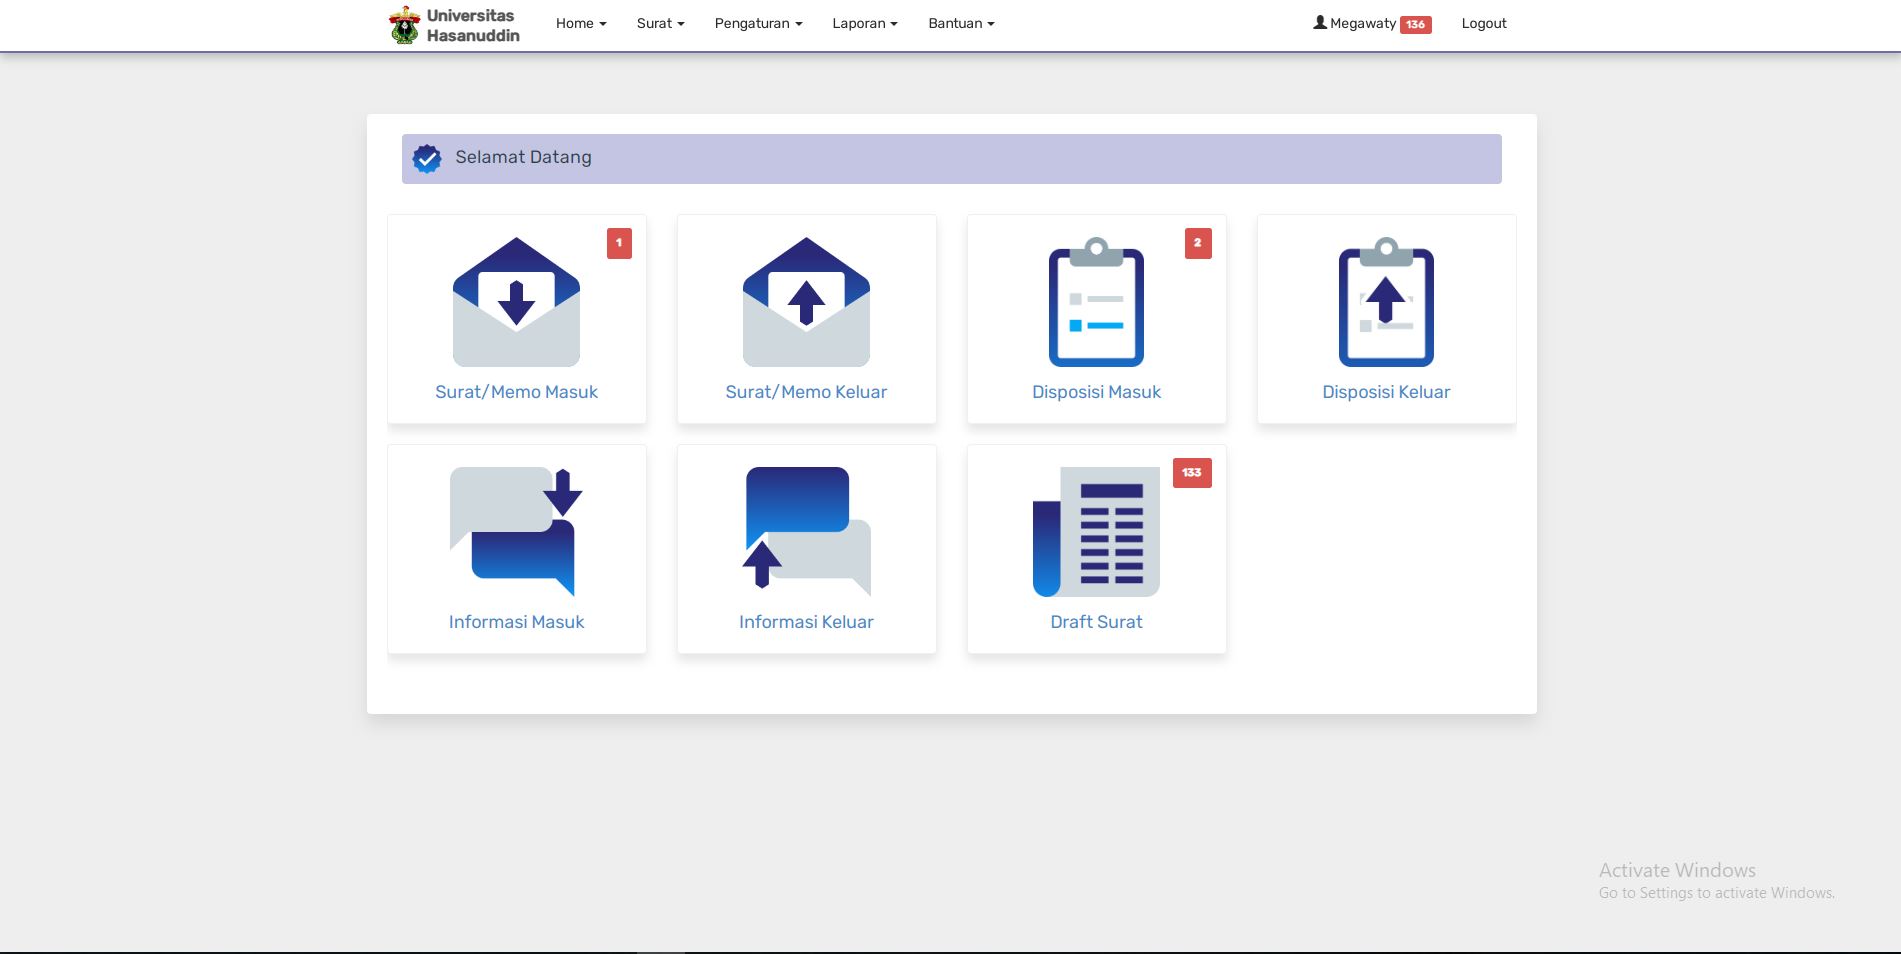 Universitas
Hasanuddin
Home
Surat
Pengaturan
Laporan
Bantuan
Megawaty 136
Logout
Selamat Datang
1
Surat/Memo Masuk
Surat/Memo Keluar
2
Disposisi Masuk
Disposisi Keluar
Informasi Masuk
Informasi Keluar
133
Draft Surat
Activate Windows
Go to Settings to activate Windows.